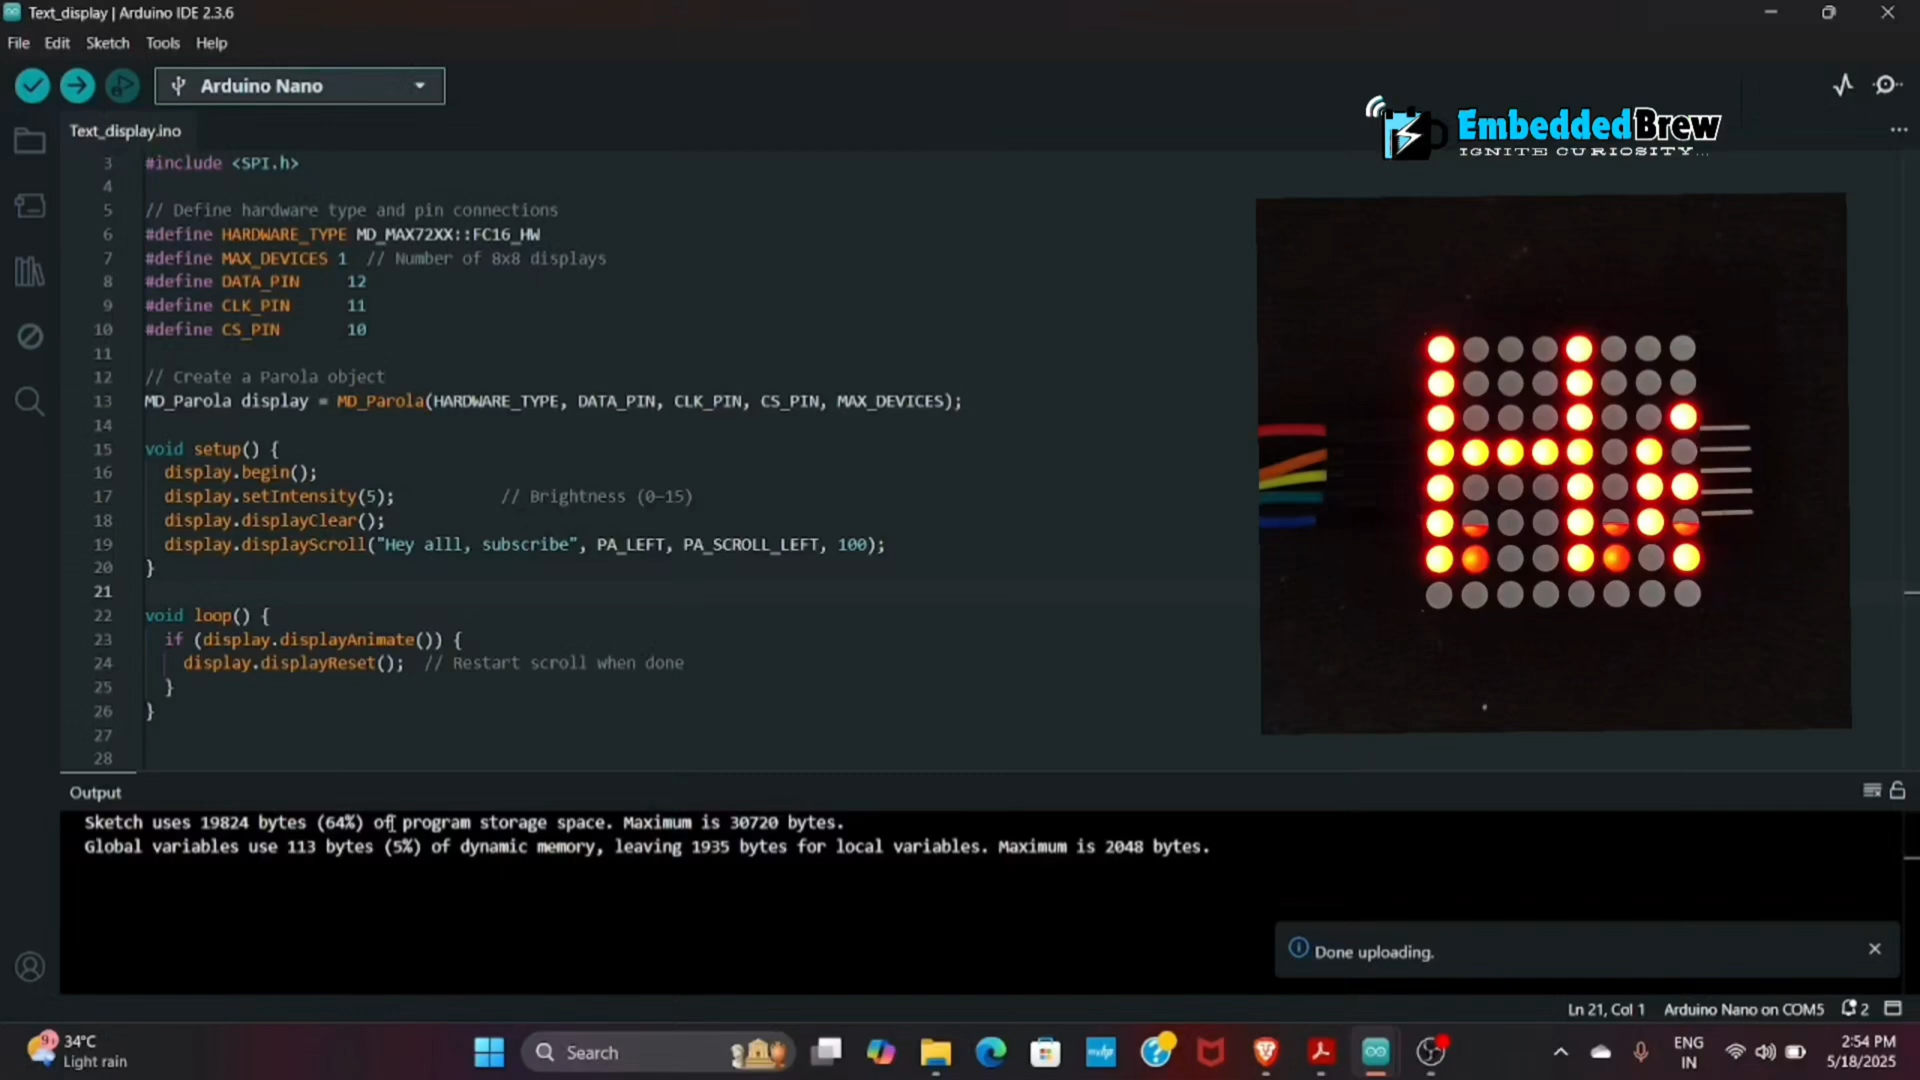 Text_display | Arduino IDE 2.3.6
File Edit Sketch Tools Help
Arduino Nano
EmbeddedBrew
IGNITE CURIOSITY...
Text_display.ino
3 #include <SPI.h>
4
5 // Define hardware type and pin connections
6 #define HARDWARE_TYPE MD_MAX72XX::FC16_HW
7 #define MAX_DEVICES 1 // Number of 8x8 displays
8 #define DATA_PIN 12
9 #define CLK_PIN 11
10 #define CS_PIN 10
11
12 // Create a Parola object
13 MD_Parola display = MD_Parola(HARDWARE_TYPE, DATA_PIN, CLK_PIN, CS_PIN, MAX_DEVICES);
14
15 void setup() {
16 display.begin();
17 display.setIntensity(5); // Brightness (0–15)
18 display.displayClear();
19 display.displayScroll("Hey alll, subscribe", PA_LEFT, PA_SCROLL_LEFT, 100);
20 }
21
22 void loop() {
23 if (display.displayAnimate()) {
24 display.displayReset(); // Restart scroll when done
25 }
26 }
27
28
Output
Sketch uses 19824 bytes (64%) of program storage space. Maximum is 30720 bytes.
Global variables use 113 bytes (5%) of dynamic memory, leaving 1935 bytes for local variables. Maximum is 2048 bytes.
Done uploading.
Ln 21, Col 1 Arduino Nano on COM5 2
34°C
Light rain
Search
ENG
IN
2:54 PM
5/18/2025